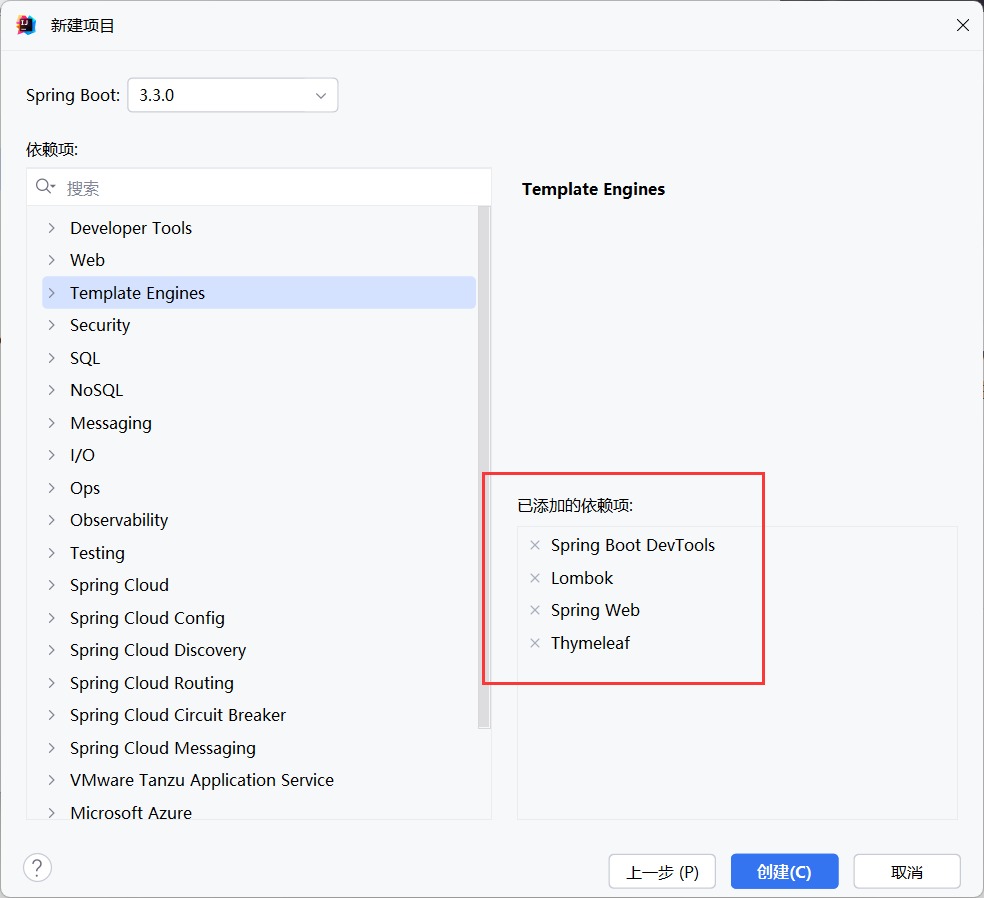 新建项目
Spring Boot: 3.3.0
依赖项:
搜索
Developer Tools
Web
Template Engines
Security
SQL
NoSQL
Messaging
I/O
Ops
Observability
Testing
Spring Cloud
Spring Cloud Config
Spring Cloud Discovery
Spring Cloud Routing
Spring Cloud Circuit Breaker
Spring Cloud Messaging
VMware Tanzu Application Service
Microsoft Azure
Template Engines
已添加的依赖项:
Spring Boot DevTools
Lombok
Spring Web
Thymeleaf
?
上一步 (P)
创建(C)
取消